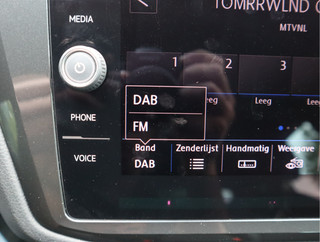 TOMRRWLND
MTVNL
MEDIA
1 2 3
DAB
Leeg Leeg
FM
PHONE
Band Zenderlijst Handmatig Weergave
DAB
VOICE